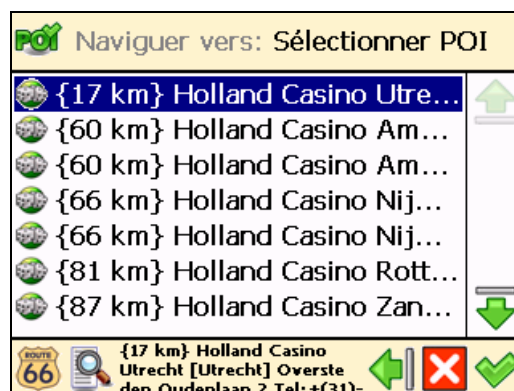 POI Naviguer vers: Sélectionner POI
{17 km} Holland Casino Utre...
{60 km} Holland Casino Am...
{60 km} Holland Casino Am...
{66 km} Holland Casino Nij...
{66 km} Holland Casino Nij...
{81 km} Holland Casino Rott...
{87 km} Holland Casino Zan...
ROUTE
66
{17 km} Holland Casino
Utrecht [Utrecht] Overste
den Oudenlaan 2 Tel:+(31)-